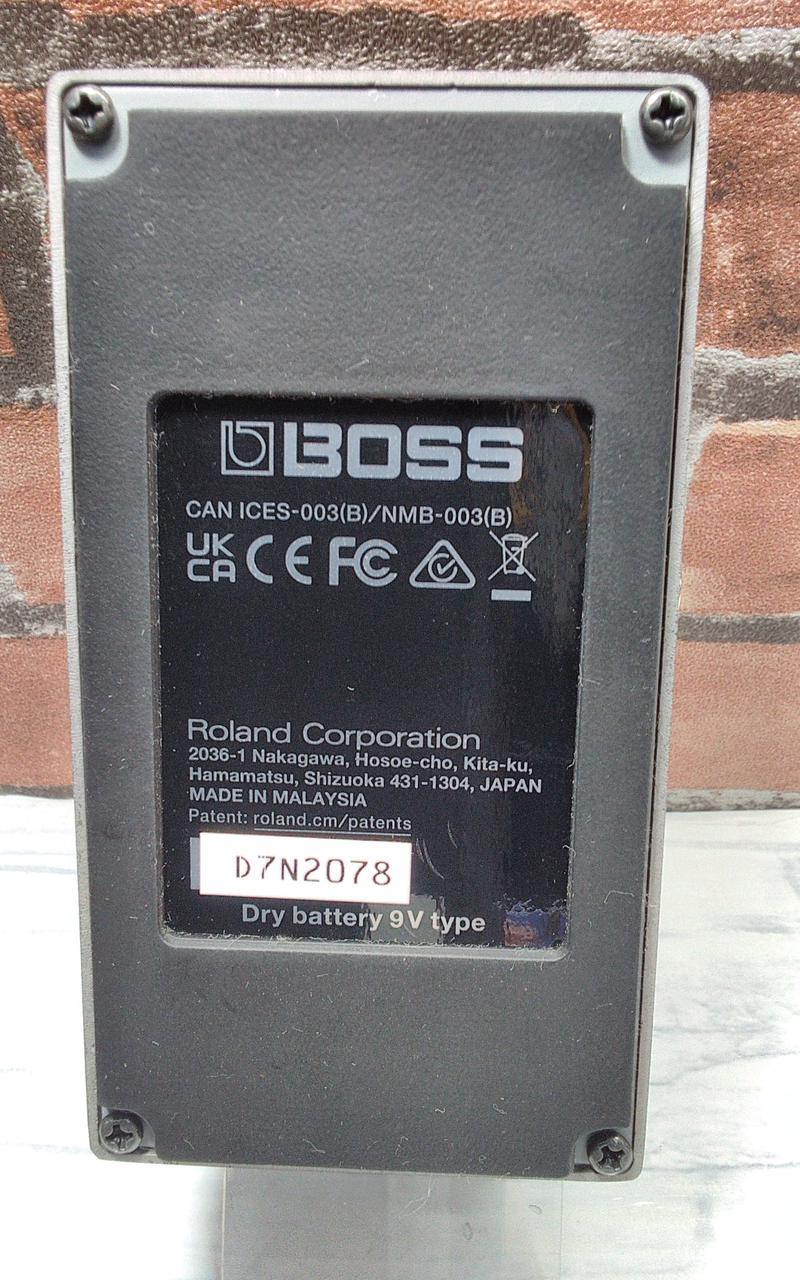 BOSS
CAN ICES-003(B)/NMB-003(B)
UK CA CE FC
Roland Corporation
2036-1 Nakagawa, Hosoe-cho, Kita-ku,
Hamamatsu, Shizuoka 431-1304, JAPAN
MADE IN MALAYSIA
Patent: roland.cm/patents
D7N2078
Dry battery 9V type